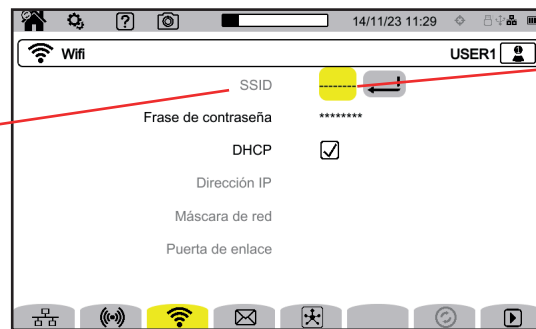 14/11/23 11:29
Wifi USER1
SSID --------
Frase de contraseña ********
DHCP
Dirección IP
Máscara de red
Puerta de enlace